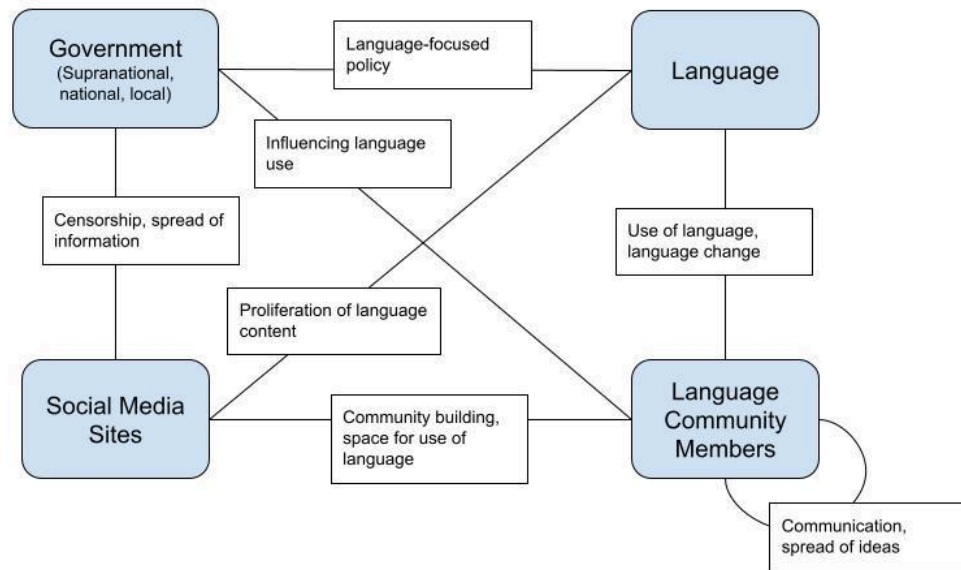 Government
(Supranational,
national, local)
Language-focused
policy
Language
Influencing language
use
Censorship, spread of
information
Use of language,
language change
Proliferation of language
content
Social Media
Sites
Community building,
space for use of
language
Language
Community
Members
Communication,
spread of ideas